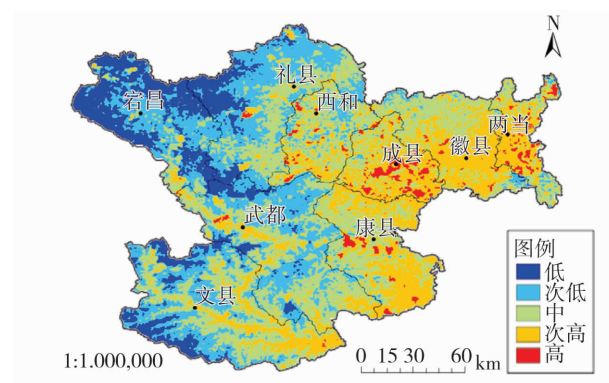 N
礼县
西和
宕昌
两当
成县
徽县
武都
康县
文县
图例
低
次低
中
次高
高
1:1.000,000
0 15 30 60 km